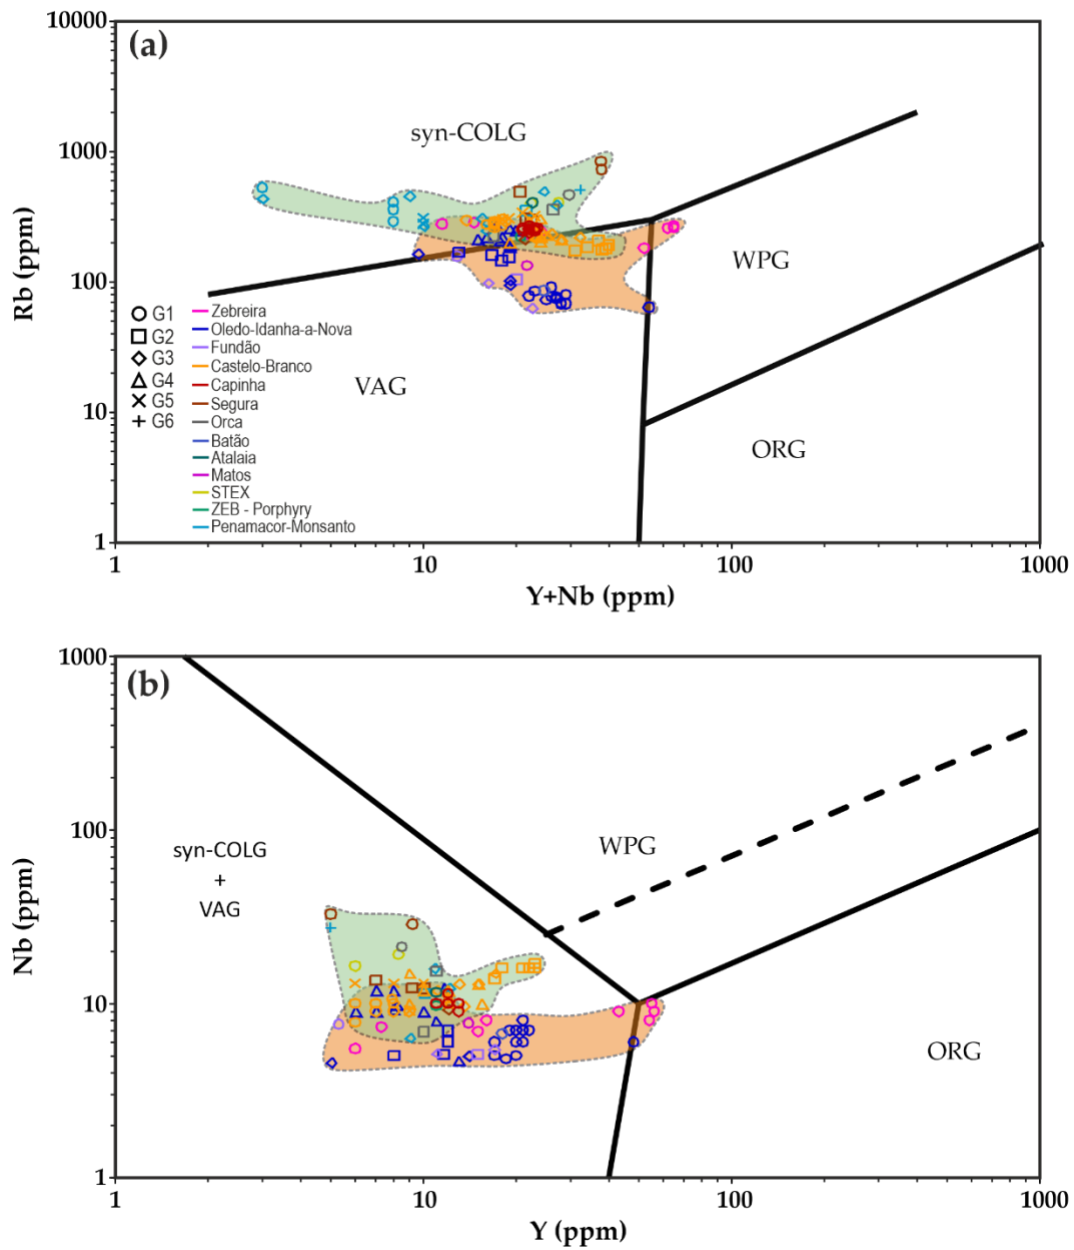 (a)
10000
1000
100
10
1
Rb (ppm)
syn-COLG
WPG
VAG
ORG
G1
G2
G3
G4
G5
G6
Zebreira
Oledo-Idanha-a-Nova
Fundão
Castelo-Branco
Capinha
Segura
Orca
Batão
Atalaia
Matos
STEX
ZEB - Porphyry
Penamacor-Monsanto
1
10
100
1000
Y+Nb (ppm)
(b)
1000
100
10
1
Nb (ppm)
syn-COLG
+
VAG
WPG
ORG
1
10
100
1000
Y (ppm)